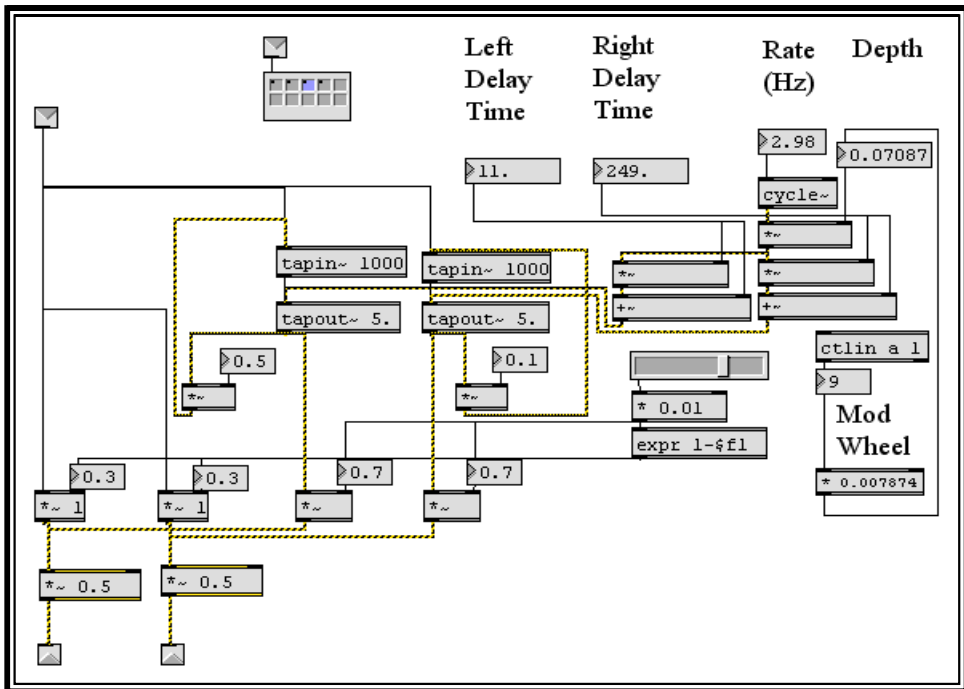 Left
Delay
Time
Right
Delay
Time
Rate
(Hz)
Depth
2.98
0.07087
11.
249.
cycle~
*~
tapin~ 1000
tapin~ 1000
*~
*~
tapout~ 5.
tapout~ 5.
+~
+~
ctlin a 1
0.5
0.1
9
*~
*~
* 0.01
Mod
Wheel
expr 1-$f1
0.3
0.3
0.7
0.7
* 0.007874
*~ 1
*~ 1
*~
*~
*~ 0.5
*~ 0.5